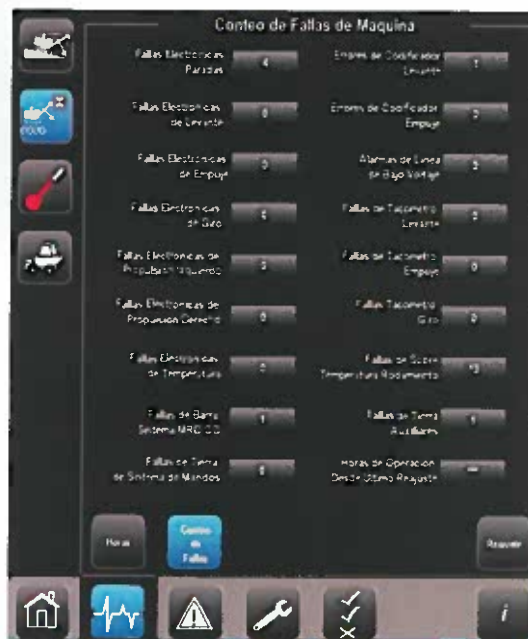 Conteo de Fallas de Maquina
Fallas Electronicas
Paradas
4
Errores de Codificador
Levante
1
Fallas Electronicas
de Levante
Errores de Codificador
Empuje
Fallas Electronicas
de Empuje
0
Alarmas de Linea
de Bajo Voltaje
Fallas Electronicas
de Giro
Fallas de Tacometro
Levante
Fallas Electronicas de
Propulsion Izquierdo
Fallas de Tacometro
Empuje
0
Fallas Electronicas de
Propulsion Derecho
Fallas Tacometro
Giro
0
Fallas Electronicas
de Temperatura
Fallas de Sobre
Temperatura Rodamiento
Fallas de Barra
Sistema MRC CC
1
Fallas de Tierra
Auxiliares
Fallas de Tierra
de Sistema de Mandos
Horas de Operacion
Desde Ultimo Reajuste
Horas
Conteo
de
Fallas
Reajuste
i